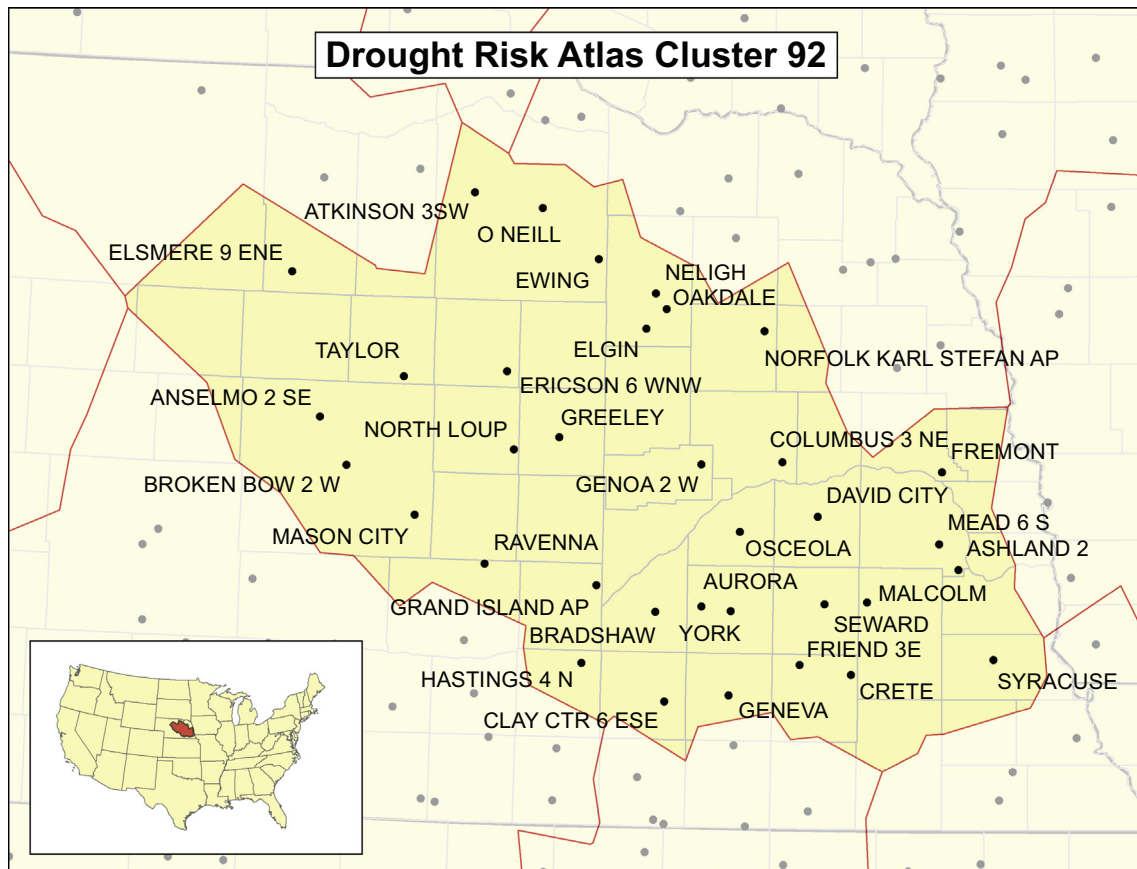 Drought Risk Atlas Cluster 92
ATKINSON 3SW
O NEILL
ELSMERE 9 ENE
EWING
NELIGH
OAKDALE
ELGIN
TAYLOR
NORFOLK KARL STEFAN AP
ERICSON 6 WNW
ANSELMO 2 SE
GREELEY
NORTH LOUP
COLUMBUS 3 NE
FREMONT
BROKEN BOW 2 W
GENOA 2 W
DAVID CITY
MEAD 6 S
MASON CITY
RAVENNA
OSCEOLA
ASHLAND 2
AURORA
MALCOLM
GRAND ISLAND AP
BRADSHAW
YORK
SEWARD
FRIEND 3E
HASTINGS 4 N
CRETE
SYRACUSE
CLAY CTR 6 ESE
GENEVA